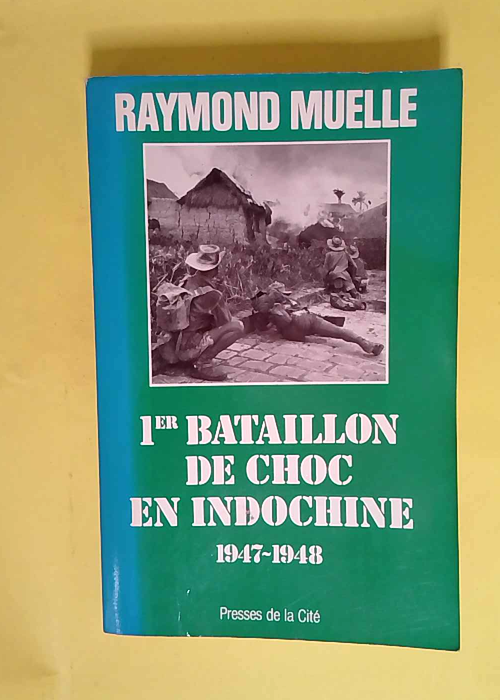 RAYMOND MUELLE
1ER BATAILLON
DE CHOC
EN INDOCHINE
1947-1948
Presses de la Cité